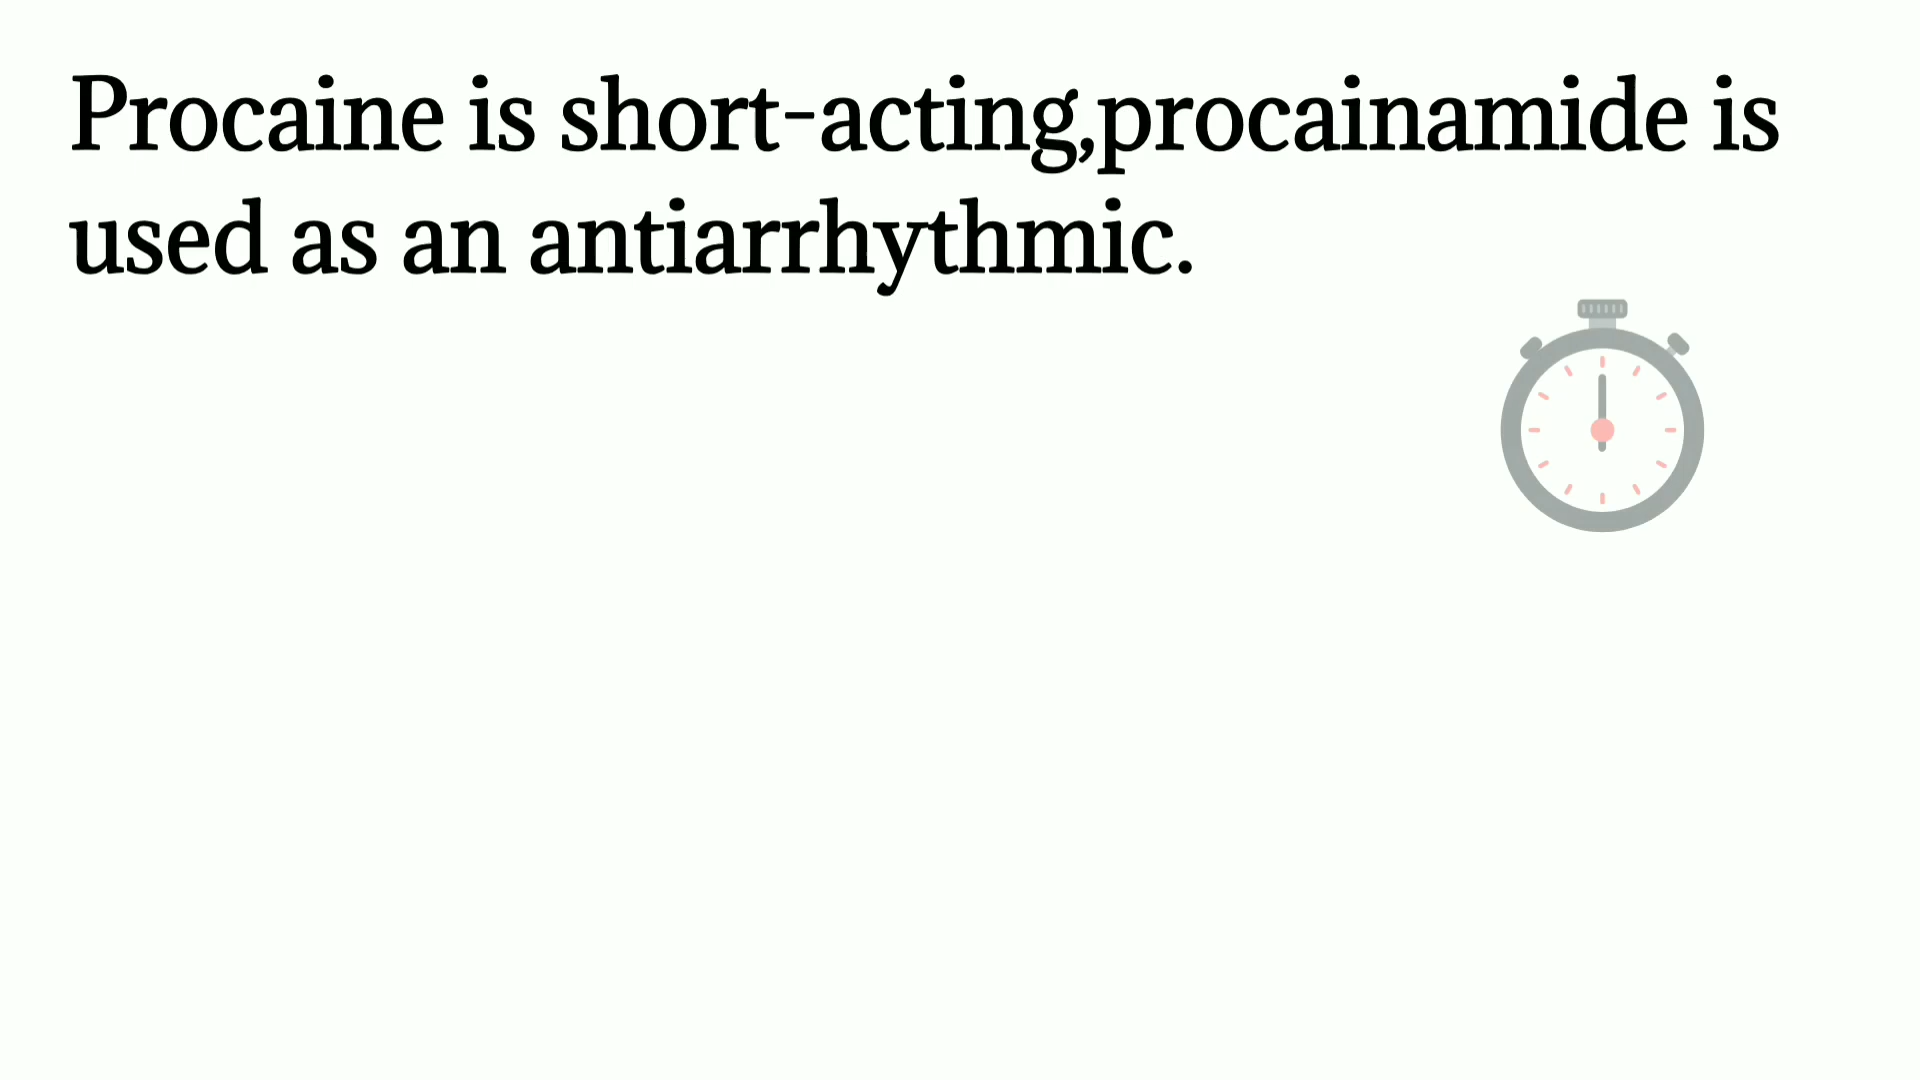 Procaine is short-acting,procainamide is
used as an antiarrhythmic.